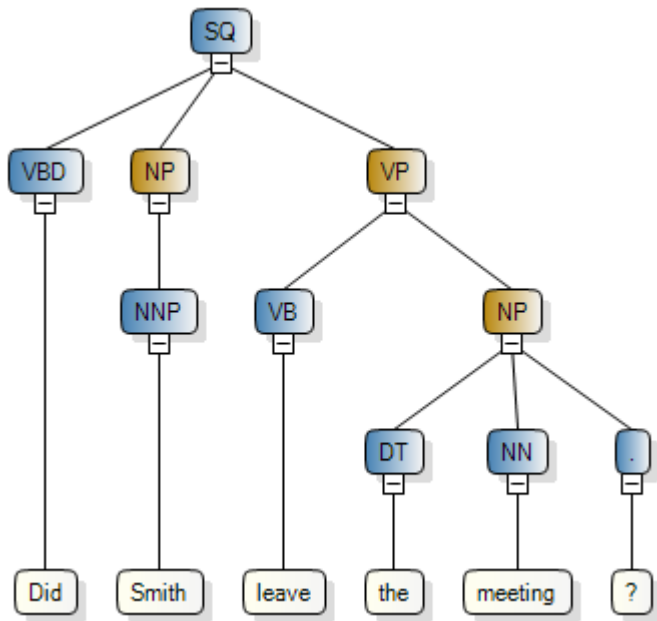 SQ
VBD NP VP
NNP VB NP
DT NN .
Did Smith leave the meeting ?